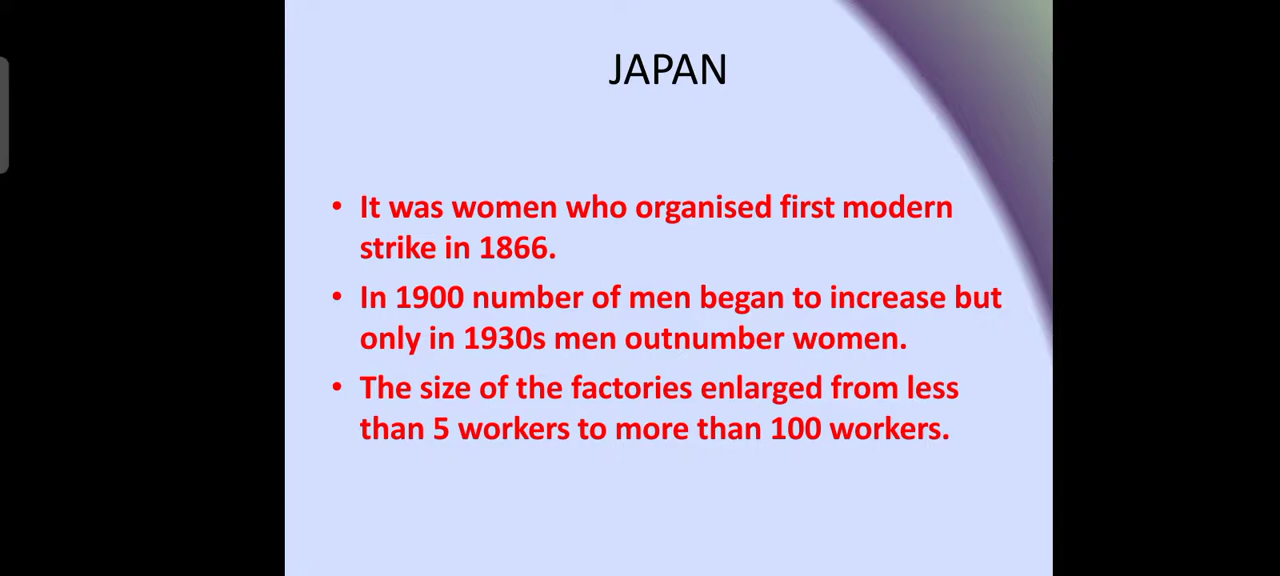 JAPAN
• It was women who organised first modern
strike in 1866.
• In 1900 number of men began to increase but
only in 1930s men outnumber women.
• The size of the factories enlarged from less
than 5 workers to more than 100 workers.